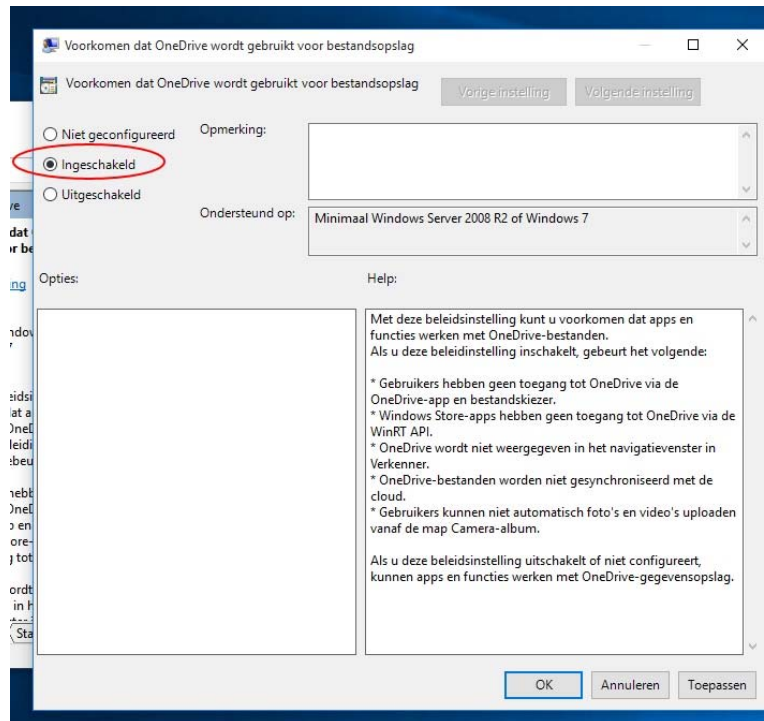 Voorkomen dat OneDrive wordt gebruikt voor bestandsopslag
Voorkomen dat OneDrive wordt gebruikt voor bestandsopslag
Vorige instelling
Volgende instelling
Niet geconfigureerd
Opmerking:
Ingeschakeld
Uitgeschakeld
Ondersteund op:
Minimaal Windows Server 2008 R2 of Windows 7
Opties:
Help:
Met deze beleidsinstelling kunt u voorkomen dat apps en
functies werken met OneDrive-bestanden.
Als u deze beleidinstelling inschakelt, gebeurt het volgende:
* Gebruikers hebben geen toegang tot OneDrive via de
OneDrive-app en bestandskiezer.
* Windows Store-apps hebben geen toegang tot OneDrive via de
WinRT API.
* OneDrive wordt niet weergegeven in het navigatievenster in
Verkenner.
* OneDrive-bestanden worden niet gesynchroniseerd met de
cloud.
* Gebruikers kunnen niet automatisch foto's en video's uploaden
vanaf de map Camera-album.
Als u deze beleidsinstelling uitschakelt of niet configureert,
kunnen apps en functies werken met OneDrive-gegevensopslag.
OK
Annuleren
Toepassen